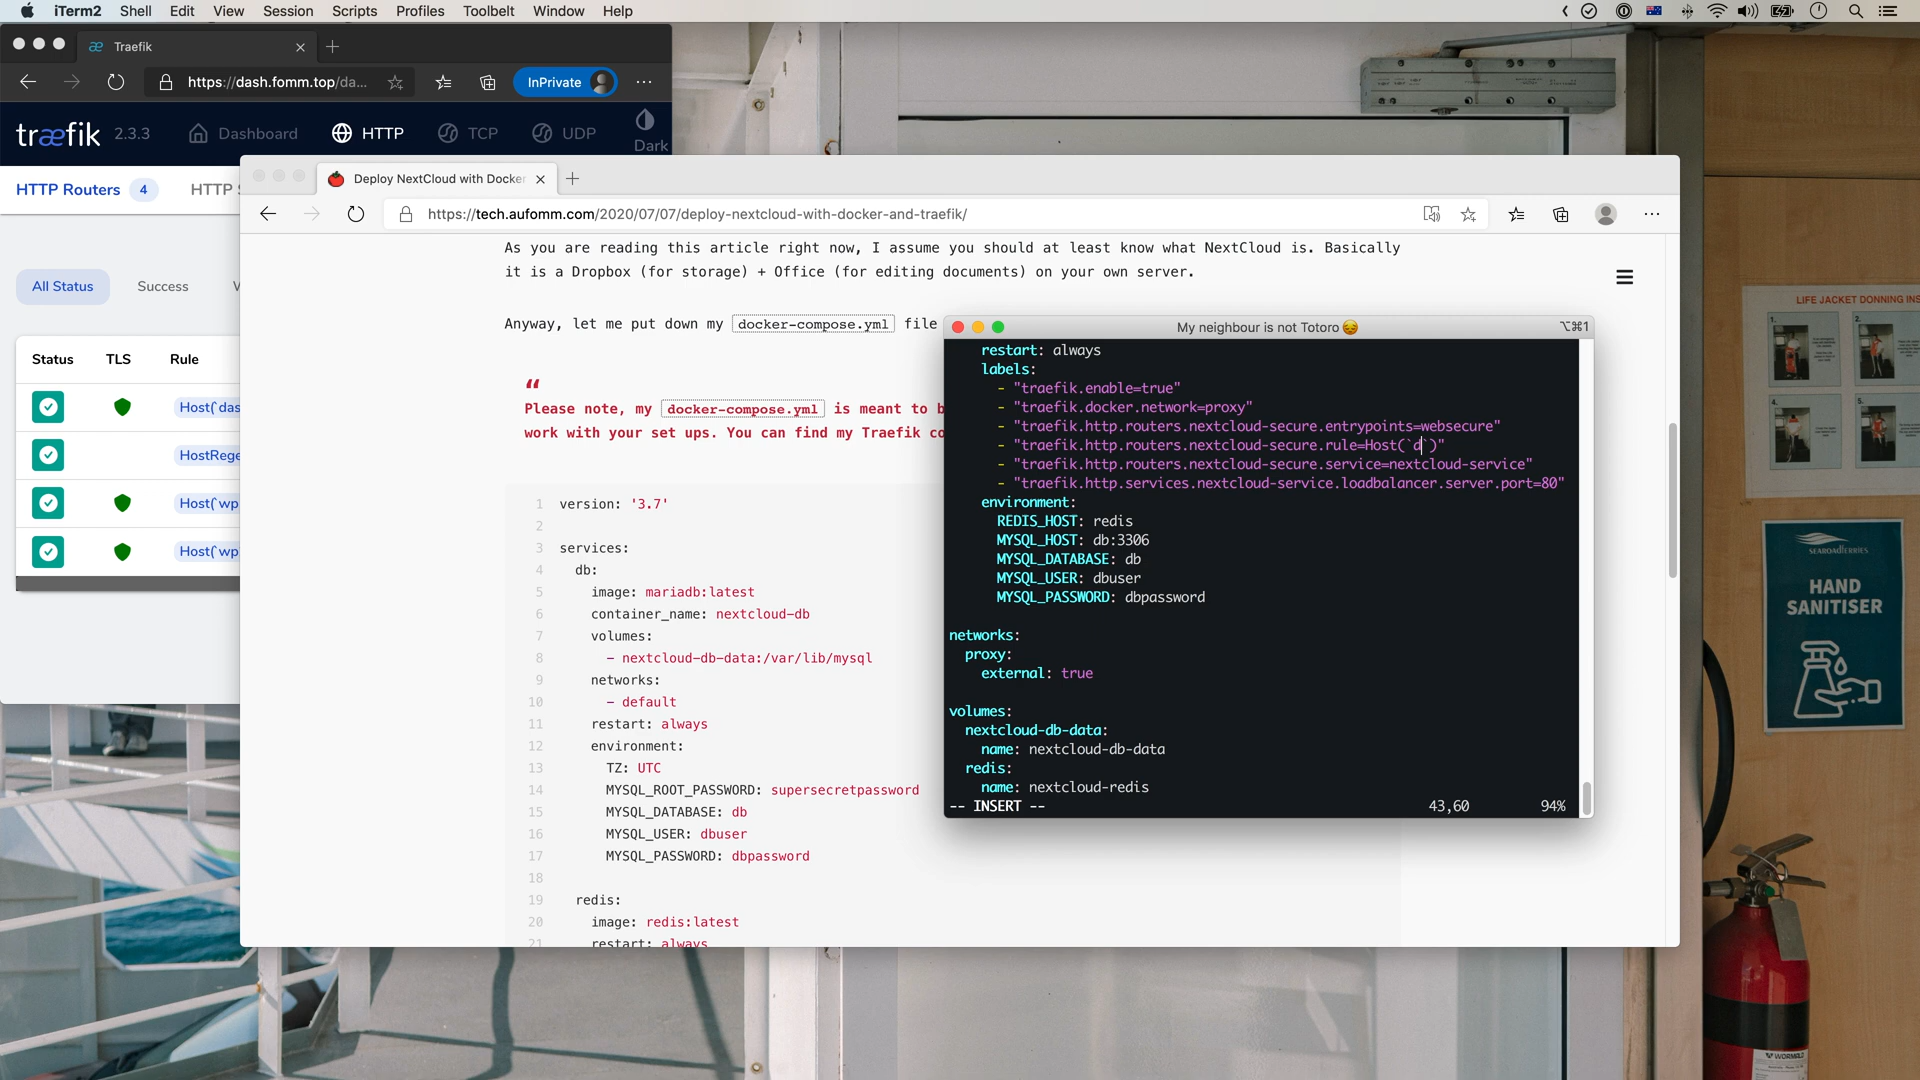 iTerm2 Shell Edit View Session Scripts Profiles Toolbelt Window Help
Traefik
https://dash.fomm.top/da...
InPrivate
træfik 2.3.3 Dashboard HTTP TCP UDP Dark
HTTP Routers 4 HTTP S
All Status Success
Status TLS Rule
Host(`das
HostRege
Host(`wp
Host(`wp
Deploy NextCloud with Docker
https://tech.aufomm.com/2020/07/07/deploy-nextcloud-with-docker-and-traefik/
As you are reading this article right now, I assume you should at least know what NextCloud is. Basically
it is a Dropbox (for storage) + Office (for editing documents) on your own server.
Anyway, let me put down my docker-compose.yml file
“
Please note, my docker-compose.yml is meant to b
work with your set ups. You can find my Traefik co
1 version: '3.7'
2
3 services:
4 db:
5 image: mariadb:latest
6 container_name: nextcloud-db
7 volumes:
8 - nextcloud-db-data:/var/lib/mysql
9 networks:
10 - default
11 restart: always
12 environment:
13 TZ: UTC
14 MYSQL_ROOT_PASSWORD: supersecretpassword
15 MYSQL_DATABASE: db
16 MYSQL_USER: dbuser
17 MYSQL_PASSWORD: dbpassword
18
19 redis:
20 image: redis:latest
21 restart: always
My neighbour is not Totoro😔 ⌥⌘1
restart: always
labels:
- "traefik.enable=true"
- "traefik.docker.network=proxy"
- "traefik.http.routers.nextcloud-secure.entrypoints=websecure"
- "traefik.http.routers.nextcloud-secure.rule=Host(`d`)"
- "traefik.http.routers.nextcloud-secure.service=nextcloud-service"
- "traefik.http.services.nextcloud-service.loadbalancer.server.port=80"
environment:
REDIS_HOST: redis
MYSQL_HOST: db:3306
MYSQL_DATABASE: db
MYSQL_USER: dbuser
MYSQL_PASSWORD: dbpassword
networks:
proxy:
external: true
volumes:
nextcloud-db-data:
name: nextcloud-db-data
redis:
name: nextcloud-redis
-- INSERT -- 43,60 94%
LIFE JACKET DONNING INS
1.
2.
4.
5.
SEAROAD FERRIES
HAND
SANITISER
WORMALD